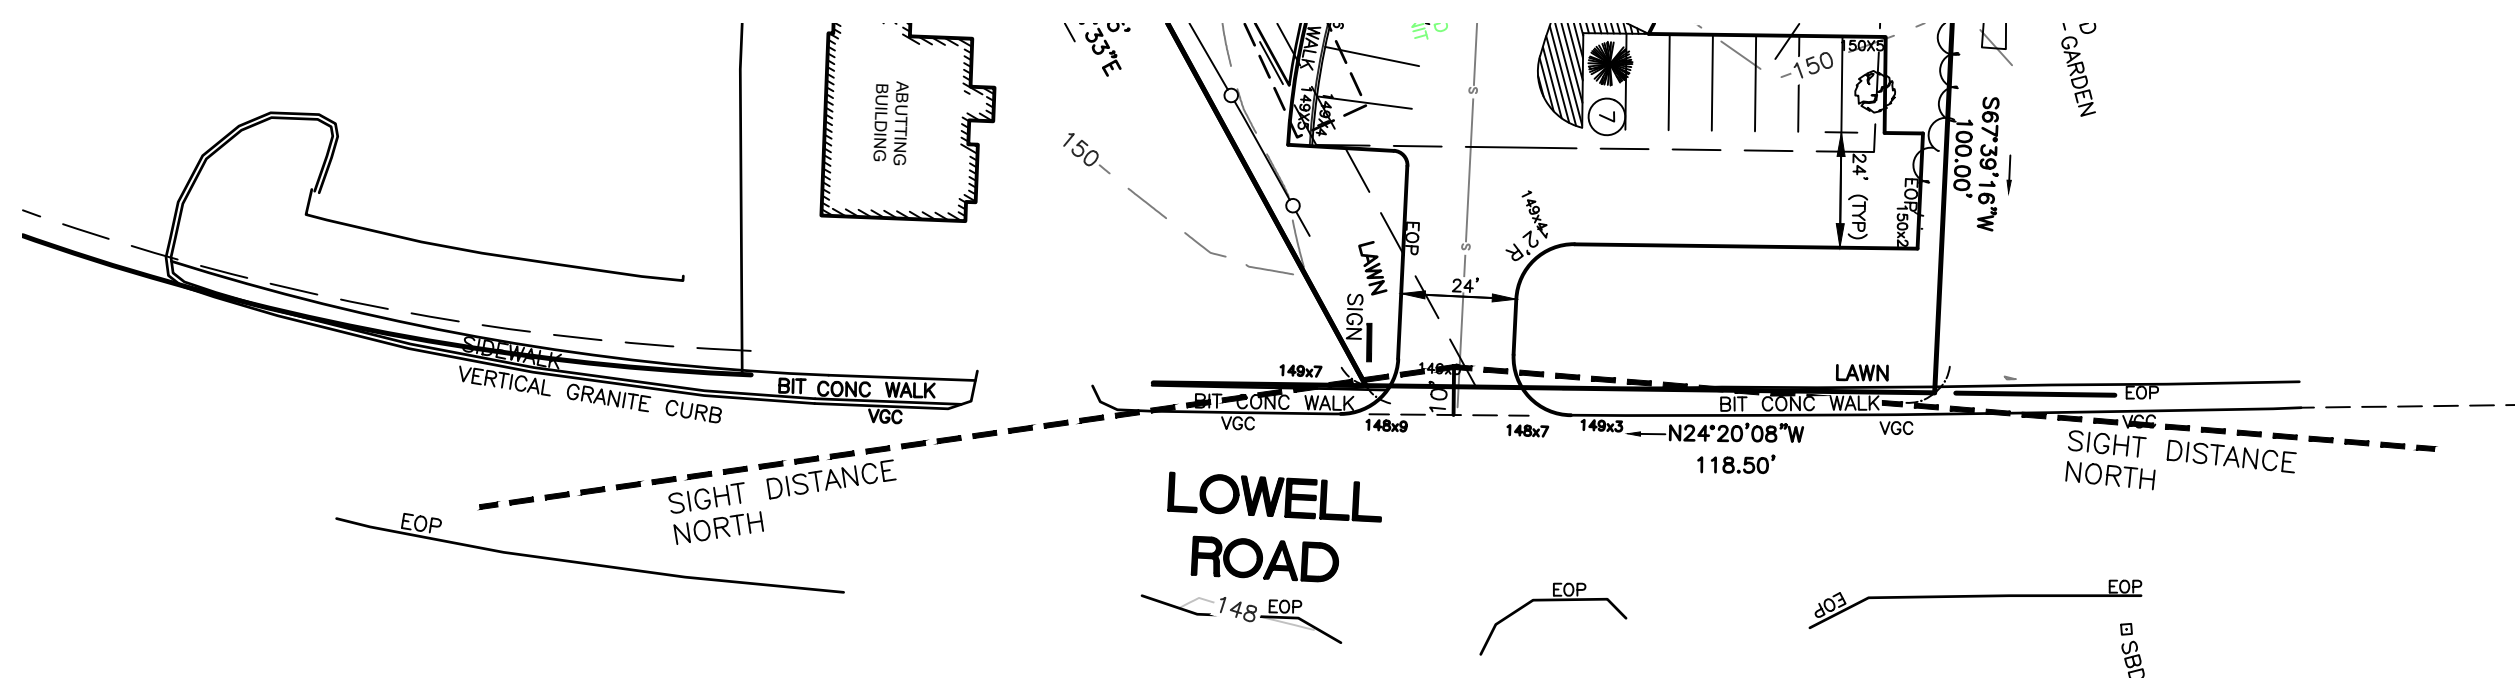 33"E
WALK
149x5
149x4
150X5
-150
- GARDEN
7
S67°39'16"W
100.00'
ABUTTING
BUILDING
150
24' (TYP)
EOP
150x2
149x4
EOP
LAWN
24'
SIGN
SIDEWALK
VERTICAL GRANITE CURB
BIT CONC WALK
VGC
149x7
10'
LAWN
BIT CONC WALK
VGC
148x9
148x7
149x3
BIT CONC WALK
VGC
EOP
VGC
N24°20'08"W
118.50'
SIGHT DISTANCE
NORTH
SIGHT DISTANCE
NORTH
EOP
LOWELL
ROAD
148
EOP
EOP
EOP
EOP
SBD
S
S